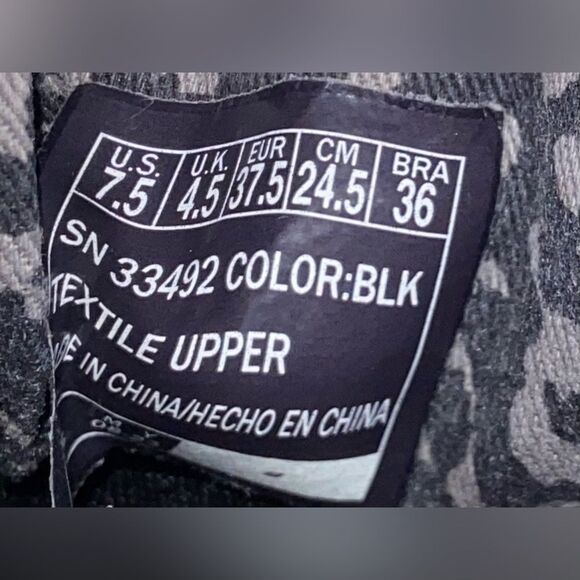 U.S. U.K. EUR CM BRA
7.5 4.5 37.5 24.5 36
SN 33492 COLOR:BLK
TEXTILE UPPER
MADE IN CHINA/HECHO EN CHINA